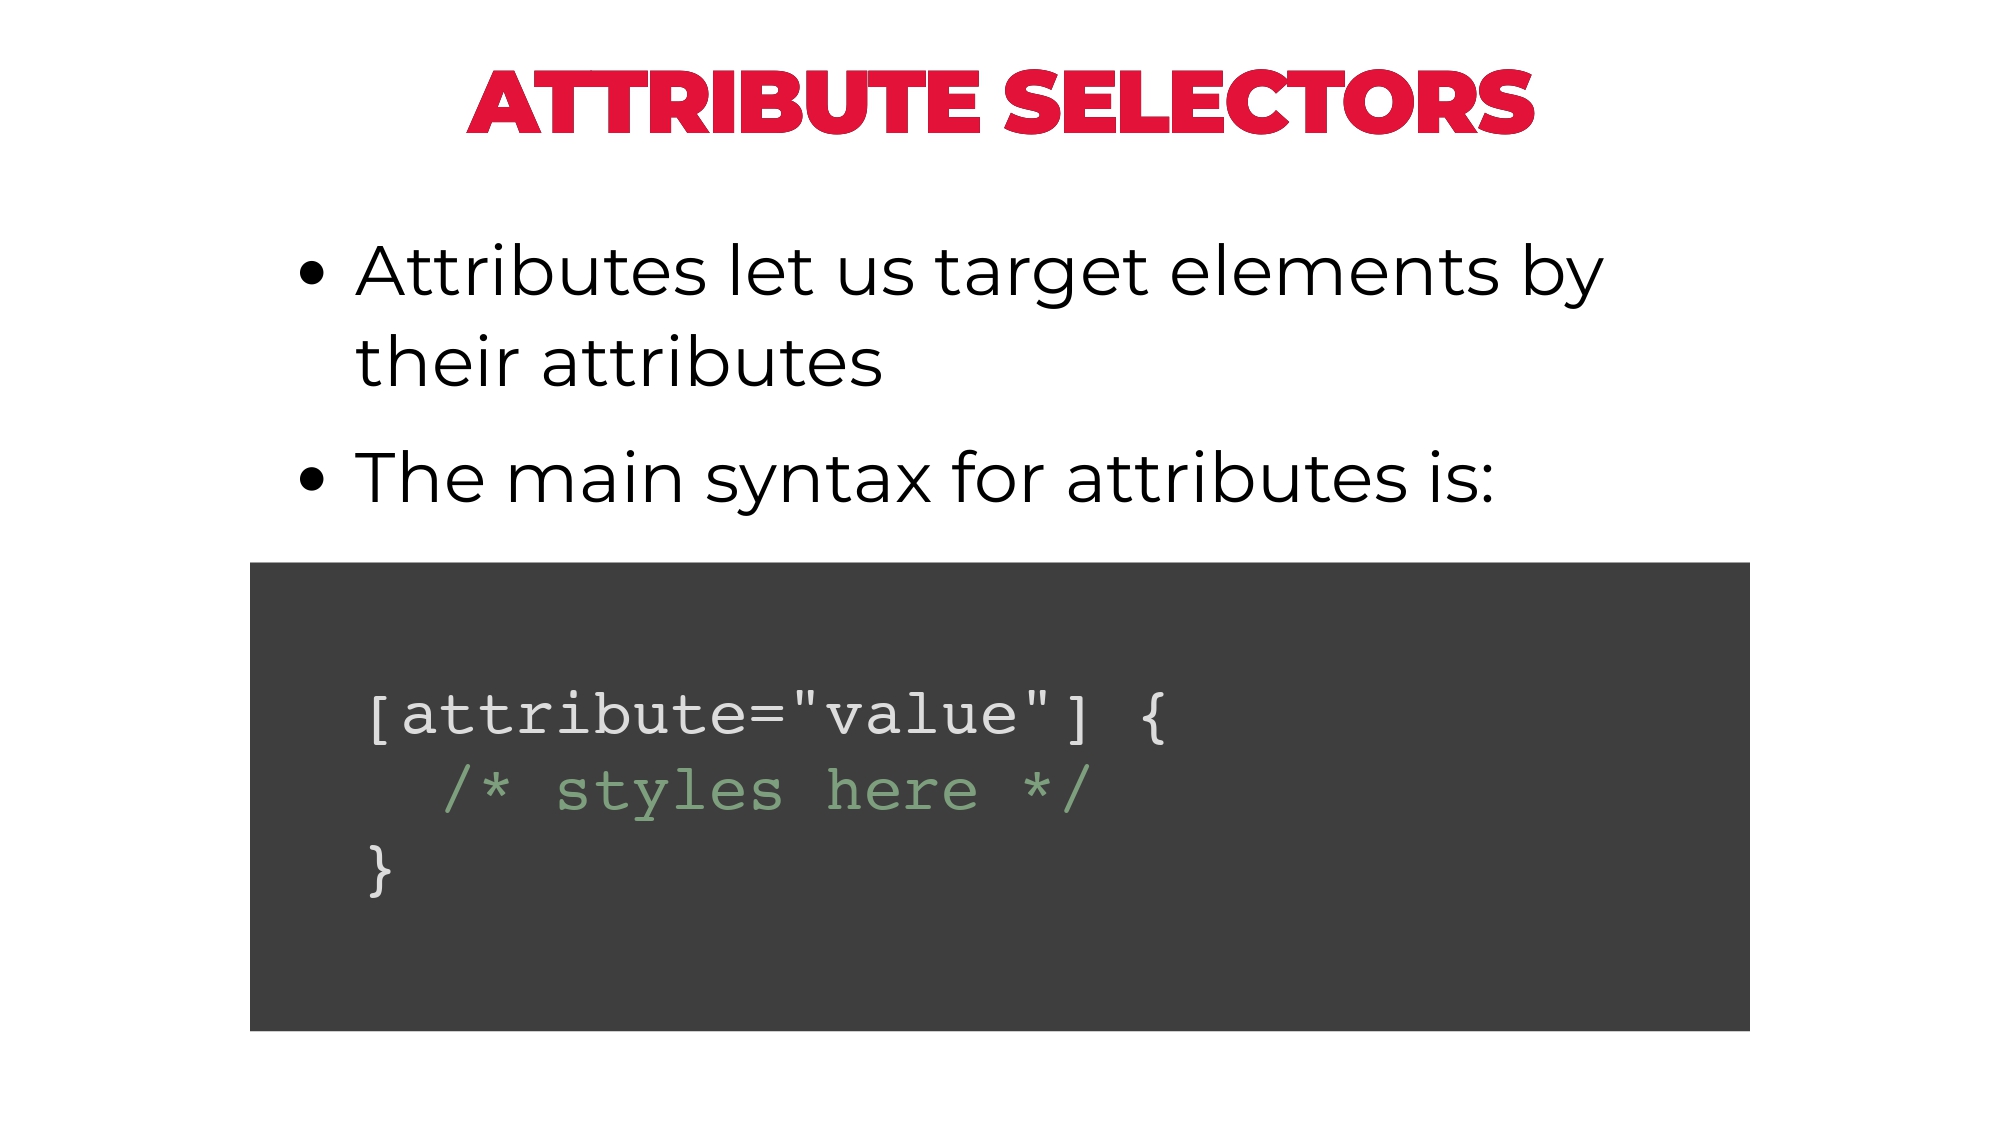 ATTRIBUTE SELECTORS
• Attributes let us target elements by
their attributes
• The main syntax for attributes is:
[attribute="value"] {
  /* styles here */
}